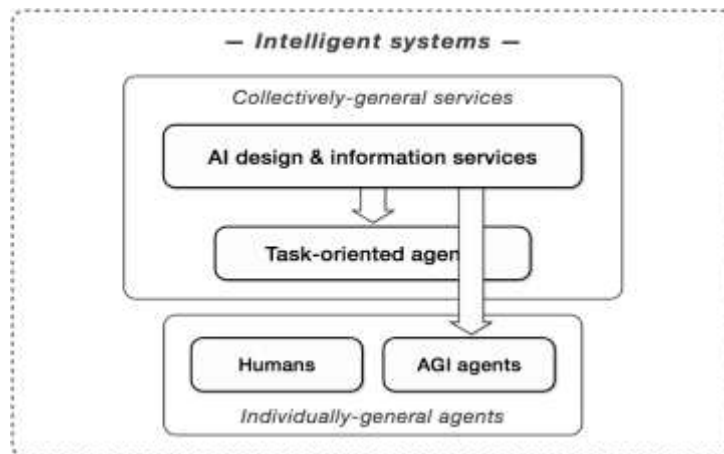 — Intelligent systems —
Collectively-general services
AI design & information services
Task-oriented agen
Humans
AGI agents
Individually-general agents